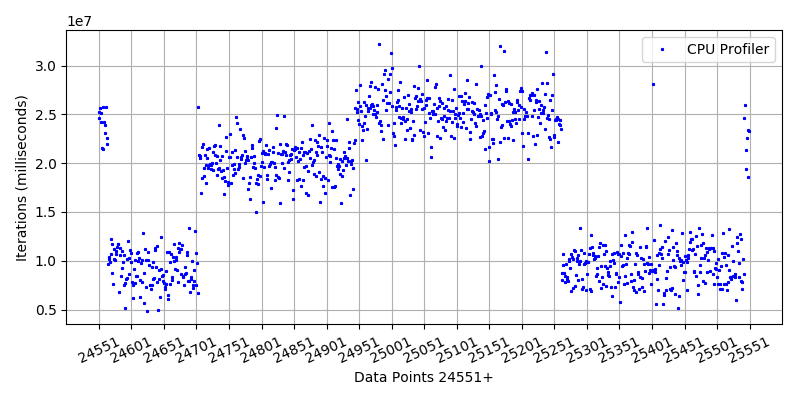 1e7
CPU Profiler
3.0
2.5
2.0
1.5
1.0
0.5
Iterations (milliseconds)
24551 24601 24651 24701 24751 24801 24851 24901 24951 25001 25051 25101 25151 25201 25251 25301 25351 25401 25451 25501 25551
Data Points 24551+